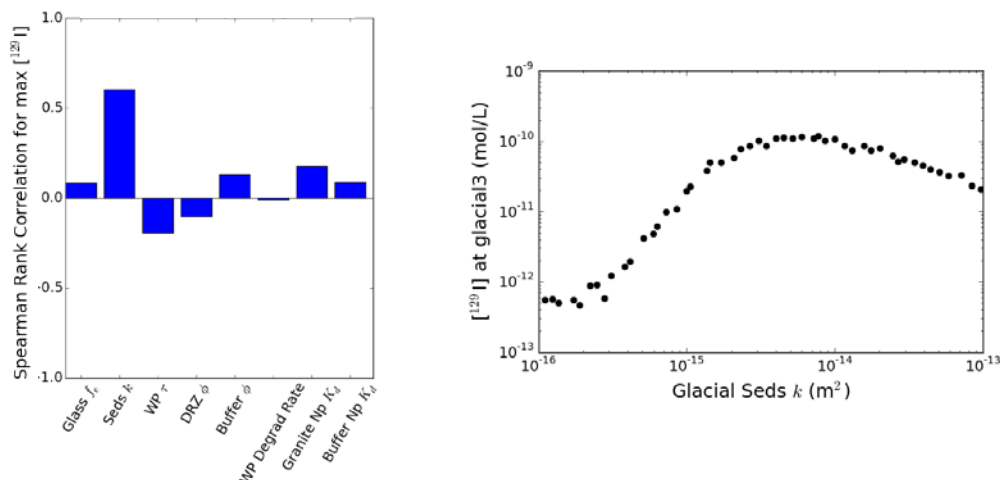 Spearman Rank Correlation for max [¹²⁹I]
1.0
0.5
0.0
-0.5
-1.0
Glass fₑ
Seds k
WP τ
DRZ ϕ
Buffer ϕ
WP Degrad Rate
Granite Np K_d
Buffer Np K_d
[¹²⁹I] at glacial3 (mol/L)
10⁻⁹
10⁻¹⁰
10⁻¹¹
10⁻¹²
10⁻¹³
10⁻¹⁶
10⁻¹⁵
10⁻¹⁴
10⁻¹³
Glacial Seds k (m²)